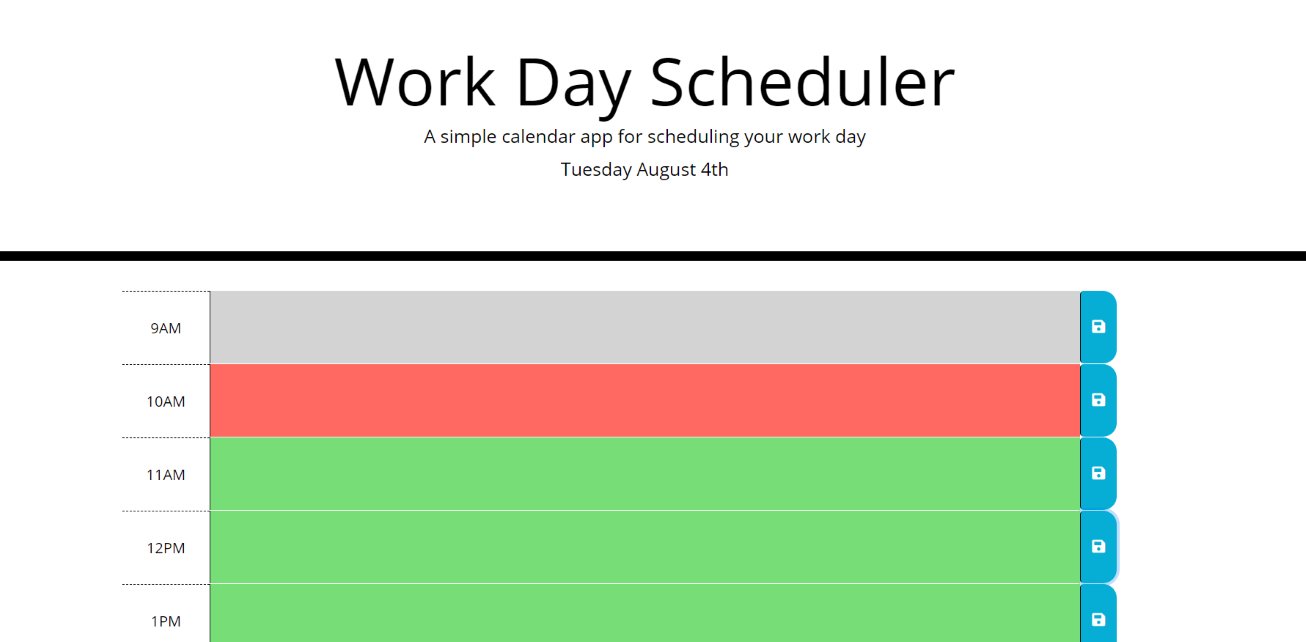 Work Day Scheduler
A simple calendar app for scheduling your work day
Tuesday August 4th
9AM
10AM
11AM
12PM
1PM